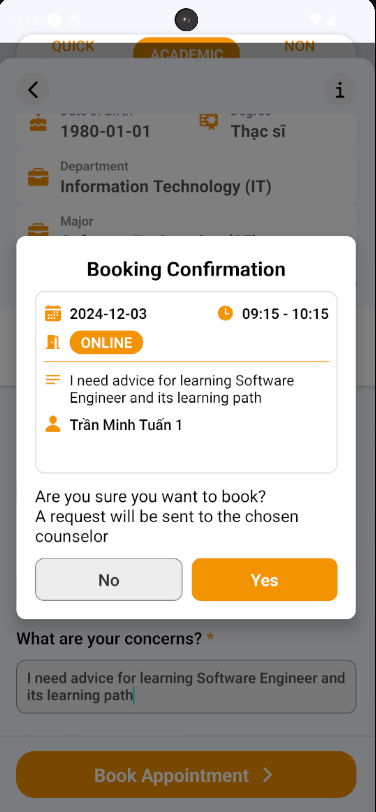 3:19
QUICK
ACADEMIC
NON
Date of Birth
Degree
1980-01-01
Thạc sĩ
Department
Information Technology (IT)
Major
Booking Confirmation
2024-12-03
09:15 - 10:15
ONLINE
I need advice for learning Software
Engineer and its learning path
Trần Minh Tuấn 1
Are you sure you want to book?
A request will be sent to the chosen
counselor
No
Yes
What are your concerns? *
I need advice for learning Software Engineer and
its learning path
Book Appointment